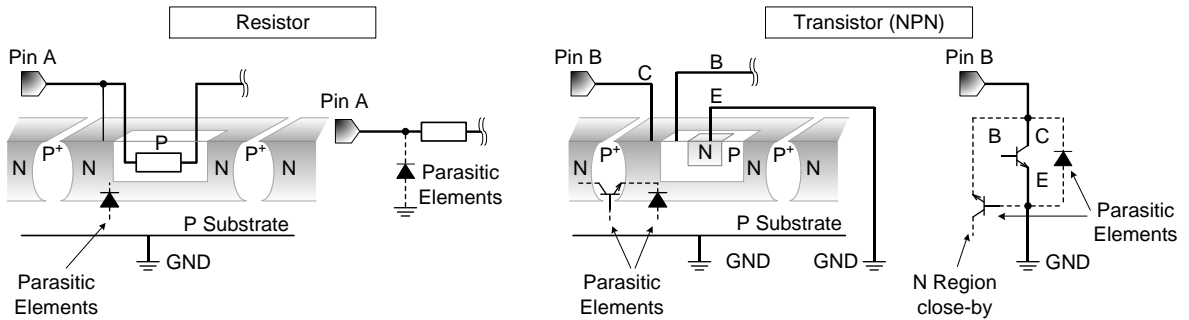 Resistor
Transistor (NPN)
Pin A
Pin A
N
P+
N
P
N
P+
N
Parasitic
Elements
P Substrate
GND
Parasitic
Elements
Pin B
C
B
E
N
P+
N
P
P+
N
N
P Substrate
GND
GND
Parasitic
Elements
Pin B
B
C
E
Parasitic
Elements
GND
N Region
close-by